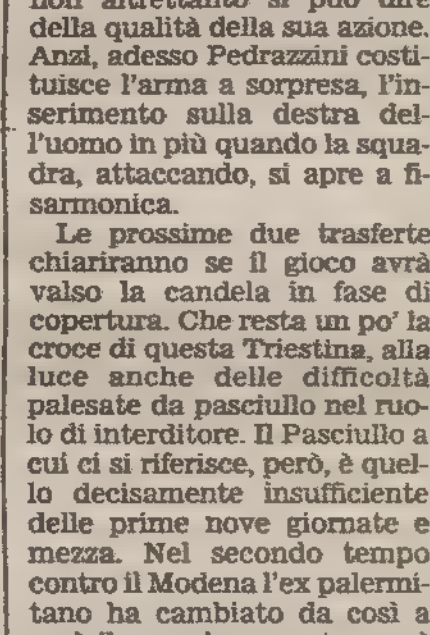 non altrettanto si può dire
della qualità della sua azione.
Anzi, adesso Pedrazzini costi-
tuisce l'arma a sorpresa, l'in-
serimento sulla destra del-
l'uomo in più quando la squa-
dra, attaccando, si apre a fi-
sarmonica.
Le prossime due trasferte
chiariranno se il gioco avrà
valso la candela in fase di
copertura. Che resta un po' la
croce di questa Triestina, alla
luce anche delle difficoltà
palesate da pasciullo nel ruo-
lo di interditore. Il Pasciullo a
cui ci si riferisce, però, è quel-
lo decisamente insufficiente
delle prime nove giornate e
mezza. Nel secondo tempo
contro il Modena l'ex palermi-
tano ha cambiato da così a